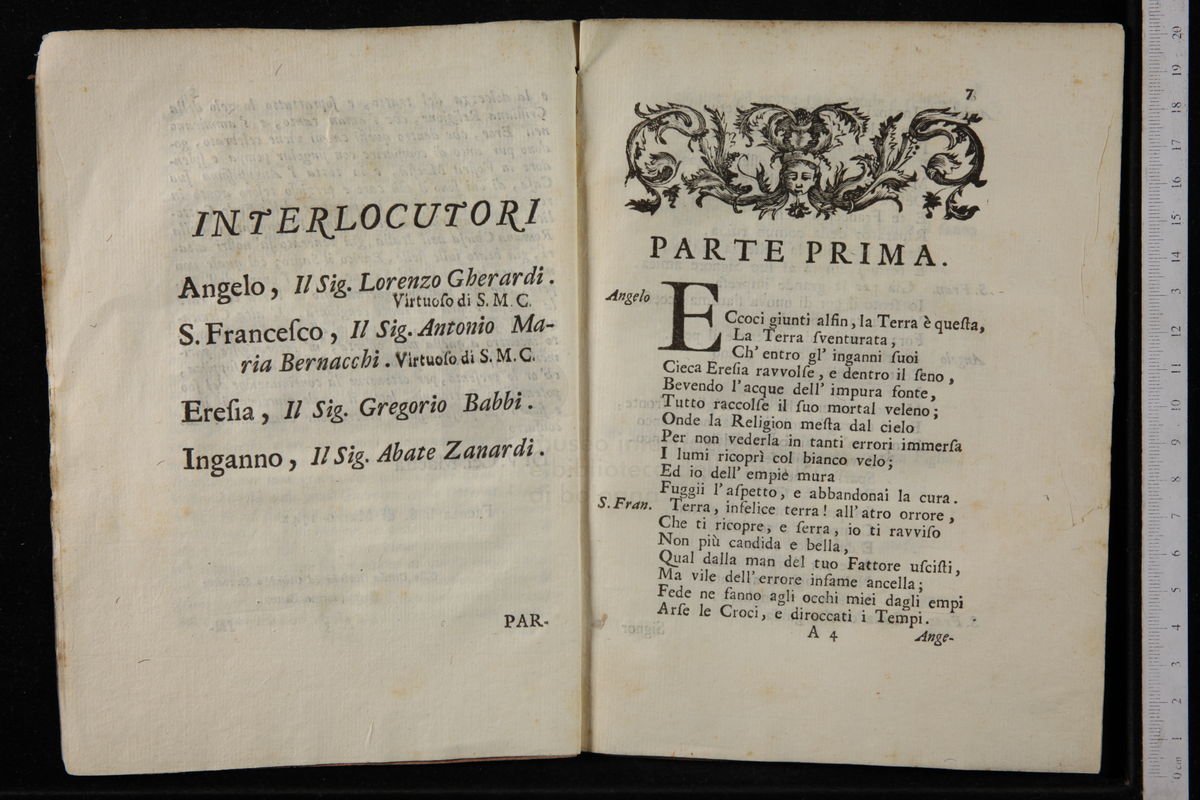 INTERLOCUTORI
Angelo, Il Sig. Lorenzo Gherardi.
Virtuoſo di S. M. C.
S. Franceſco, Il Sig. Antonio Ma-
ria Bernacchi. Virtuoſo di S. M. C.
Ereſia, Il Sig. Gregorio Babbi.
Inganno, Il Sig. Abate Zanardi.
PAR-
7
PARTE PRIMA.
Angelo
ECcoci giunti alfin, la Terra è queſta,
La Terra ſventurata,
Ch' entro gl' inganni ſuoi
Cieca Ereſia ravvolſe, e dentro il ſeno,
Bevendo l'acque dell' impura fonte,
Tutto raccolſe il ſuo mortal veleno;
Onde la Religion meſta dal cielo
Per non vederla in tanti errori immerſa
I lumi ricoprì col bianco velo;
Ed io dell' empiè mura
Fuggii l'aſpetto, e abbandonai la cura.
S. Fran. Terra, infelice terra! all' atro orrore,
Che ti ricopre, e ſerra, io ti ravviſo
Non più candida e bella,
Qual dalla man del tuo Fattore uſciſti,
Ma vile dell' errore infame ancella;
Fede ne fanno agli occhi miei dagli empi
Arſe le Croci, e diroccati i Tempi.
A 4
Ange-